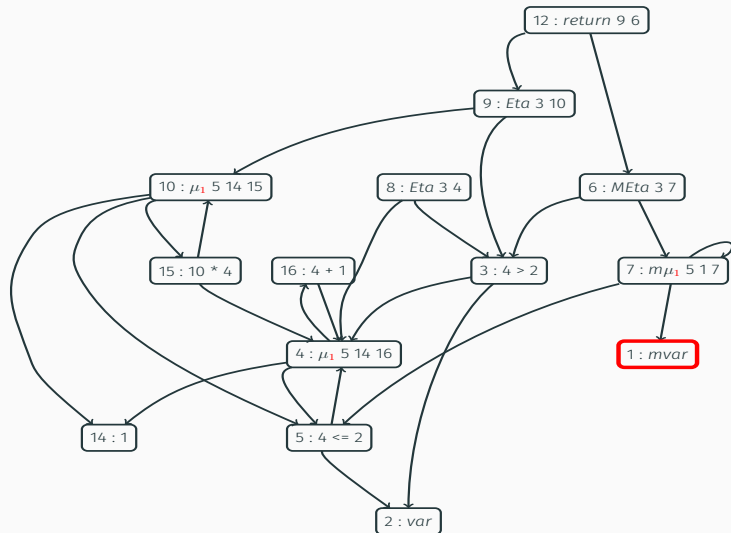 12 : return 9 6
9 : Eta 3 10
10 : μ₁ 5 14 15
8 : Eta 3 4
6 : MEta 3 7
15 : 10 * 4
16 : 4 + 1
3 : 4 > 2
7 : mμ₁ 5 1 7
4 : μ₁ 5 14 16
1 : mvar
14 : 1
5 : 4 <= 2
2 : var